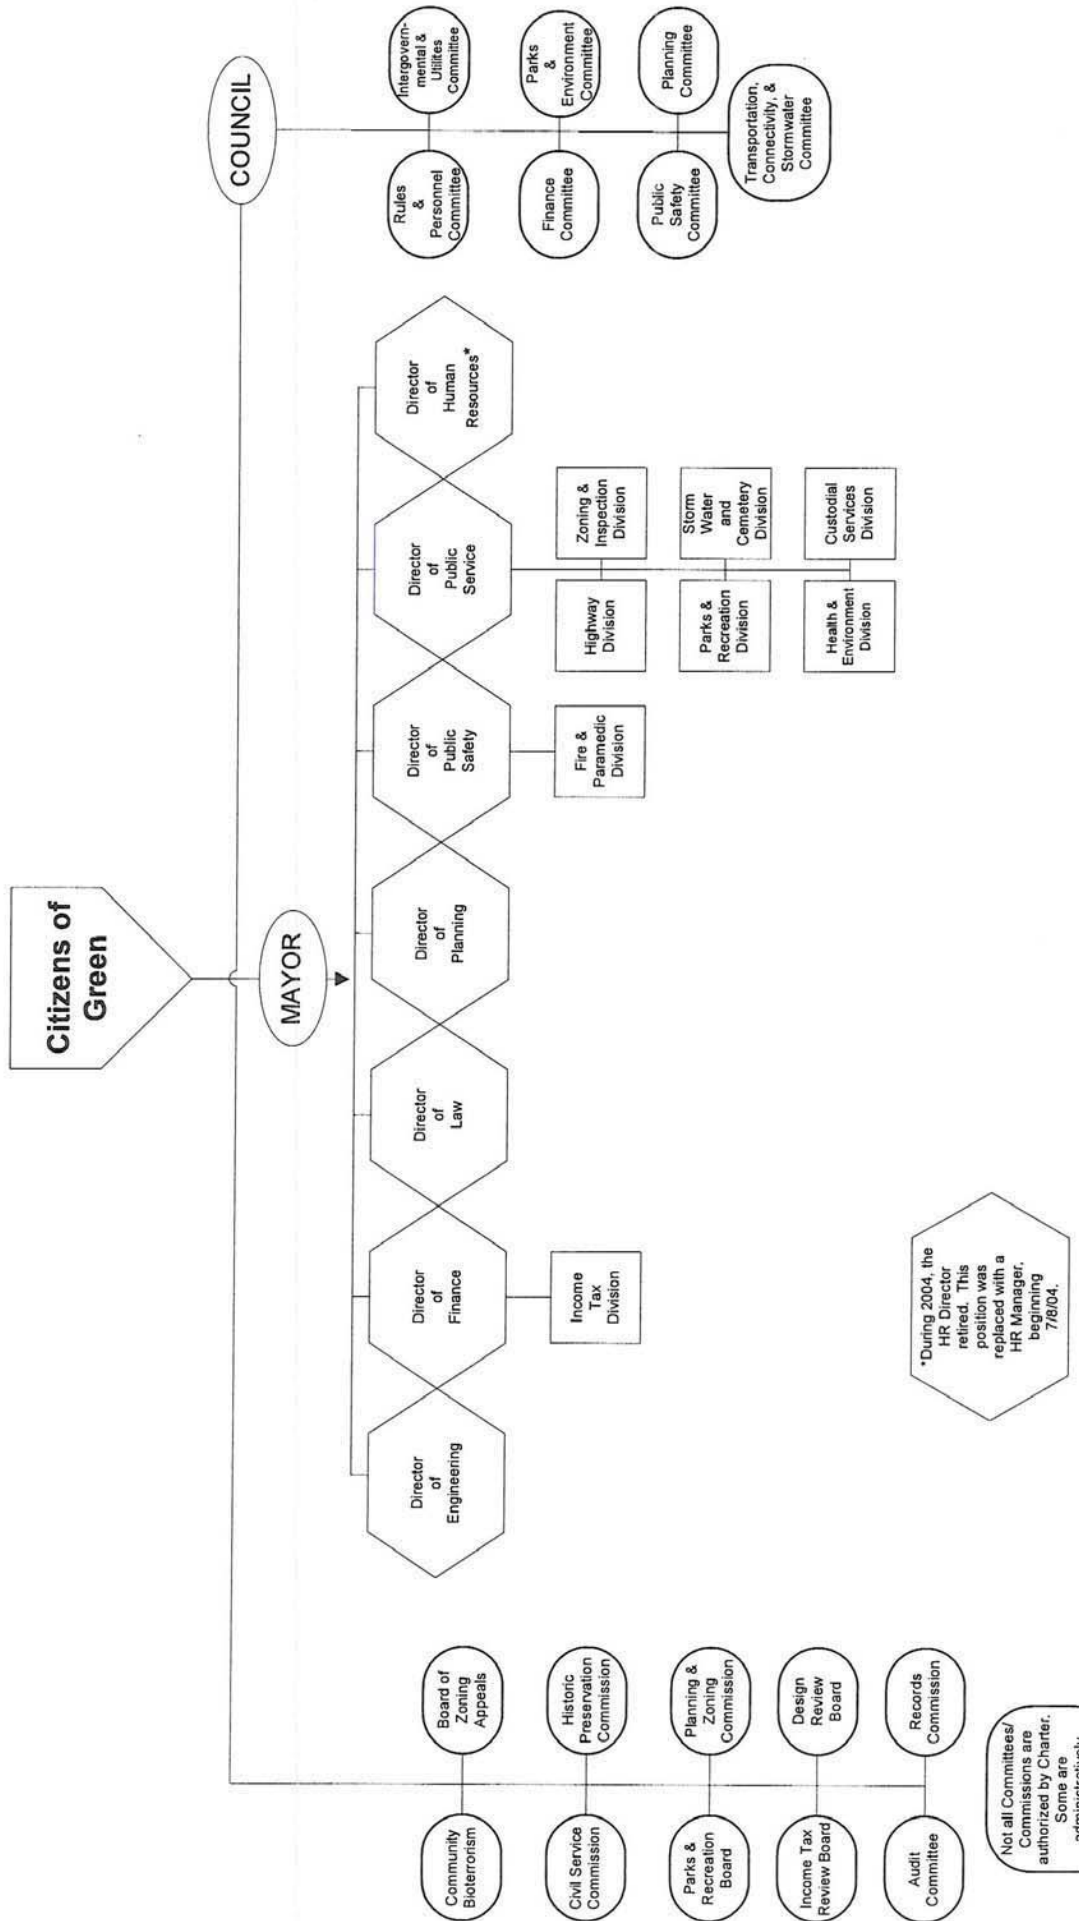 Citizens of
Green
MAYOR
COUNCIL
Community
Bioterrorism
Board of
Zoning
Appeals
Civil Service
Commission
Historic
Preservation
Commission
Parks &
Recreation
Board
Planning &
Zoning
Commission
Income Tax
Review Board
Design
Review
Board
Audit
Committee
Records
Commission
Not all Committees/
Commissions are
authorized by Charter.
Some are
Director
of
Engineering
Director
of
Finance
Director
of
Law
Director
of
Planning
Director
of
Public
Safety
Director
of
Public
Service
Director
of
Human
Resources*
Income
Tax
Division
Fire &
Paramedic
Division
Highway
Division
Zoning &
Inspection
Division
Parks &
Recreation
Division
Storm
Water
and
Cemetery
Division
Health &
Environment
Division
Custodial
Services
Division
Rules
&
Personnel
Committee
Intergovern-
mental &
Utilites
Committee
Finance
Committee
Parks
&
Environment
Committee
Public
Safety
Committee
Planning
Committee
Transportation,
Connectivity, &
Stormwater
Committee
*During 2004, the
HR Director
retired. This
position was
replaced with a
HR Manager,
beginning
7/8/04.